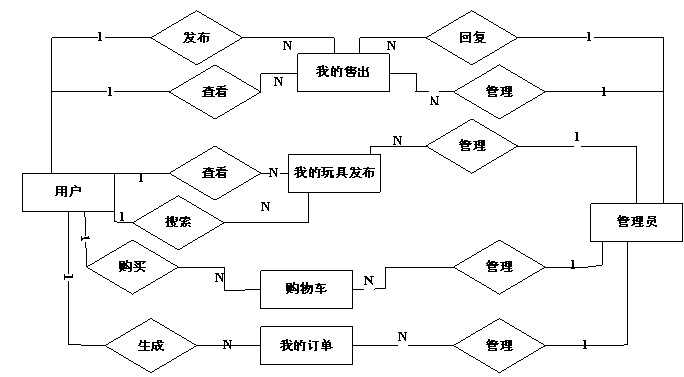 1 发布 N N 回复 1
我的售出
1 查看 N N 管理 1
N 管理 1
1 查看 N 我的玩具发布
用户
1 搜索 N
管理员
1 购买 N 购物车 N 管理 1
1 生成 N 我的订单 N 管理 1